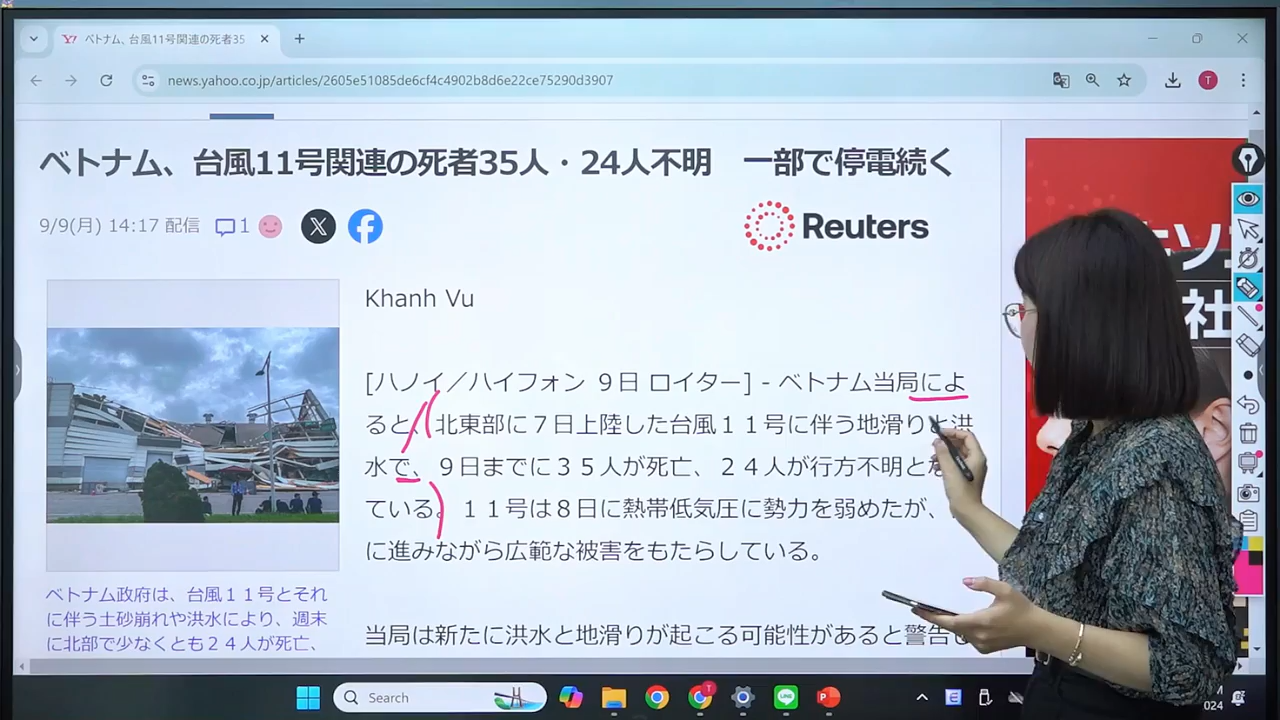 ベトナム、台風11号関連の死者35
news.yahoo.co.jp/articles/2605e51085de6cf4c4902b8d6e22ce75290d3907
T
ベトナム、台風11号関連の死者35人・24人不明　一部で停電続く
9/9(月) 14:17 配信
1
Reuters
Khanh Vu
[ハノイ／ハイフォン ９日 ロイター] - ベトナム当局によ
ると、北東部に７日上陸した台風１１号に伴う地滑りと洪
水で、９日までに３５人が死亡、２４人が行方不明とな
ている。１１号は８日に熱帯低気圧に勢力を弱めたが、
に進みながら広範な被害をもたらしている。
当局は新たに洪水と地滑りが起こる可能性があると警告し
ベトナム政府は、台風１１号とそれ
に伴う土砂崩れや洪水により、週末
に北部で少なくとも２４人が死亡、
ソ
社
Search
LINE
024